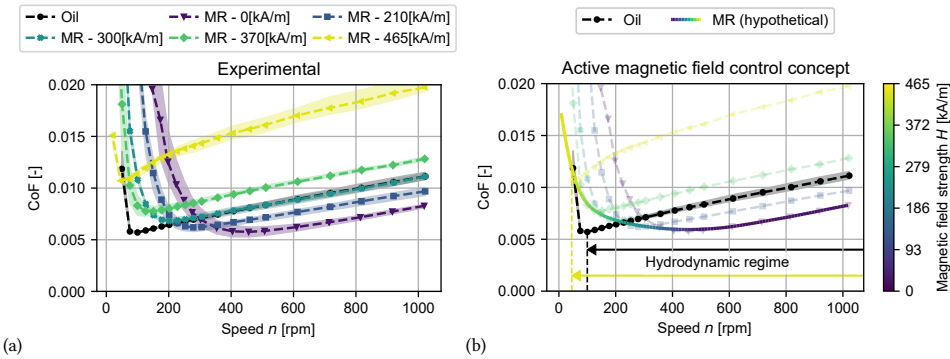 Oil
MR - 0[kA/m]
MR - 210[kA/m]
MR - 300[kA/m]
MR - 370[kA/m]
MR - 465[kA/m]
Experimental
CoF [-]
0.020
0.015
0.010
0.005
0.000
0 200 400 600 800 1000
Speed n [rpm]
(a)
Oil
MR (hypothetical)
Active magnetic field control concept
CoF [-]
0.020
0.015
0.010
0.005
0.000
Hydrodynamic regime
0 200 400 600 800 1000
Speed n [rpm]
(b)
465
372
279
186
93
0
Magnetic field strength H [kA/m]